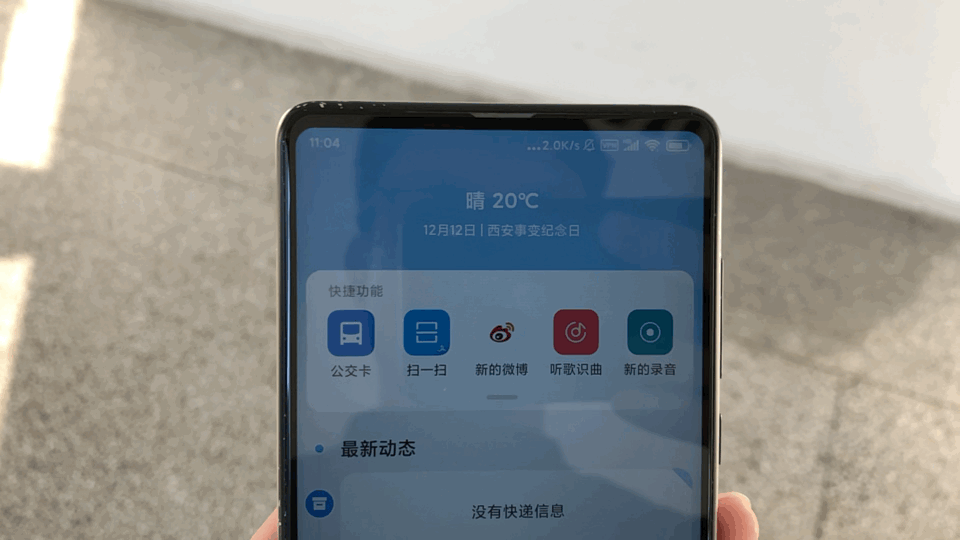 11:04 ...2.0K/s VPN
晴 20℃
12月12日 | 西安事变纪念日
快捷功能
公交卡 扫一扫 新的微博 听歌识曲 新的录音
最新动态
没有快递信息